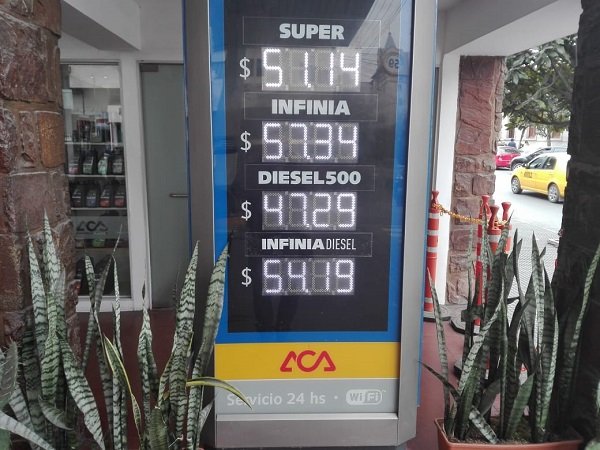 SUPER
$ 51.14
INFINIA
$ 57.34
DIESEL500
$ 47.29
INFINIA DIESEL
$ 54.19
ACA
Servicio 24 hs · WiFi